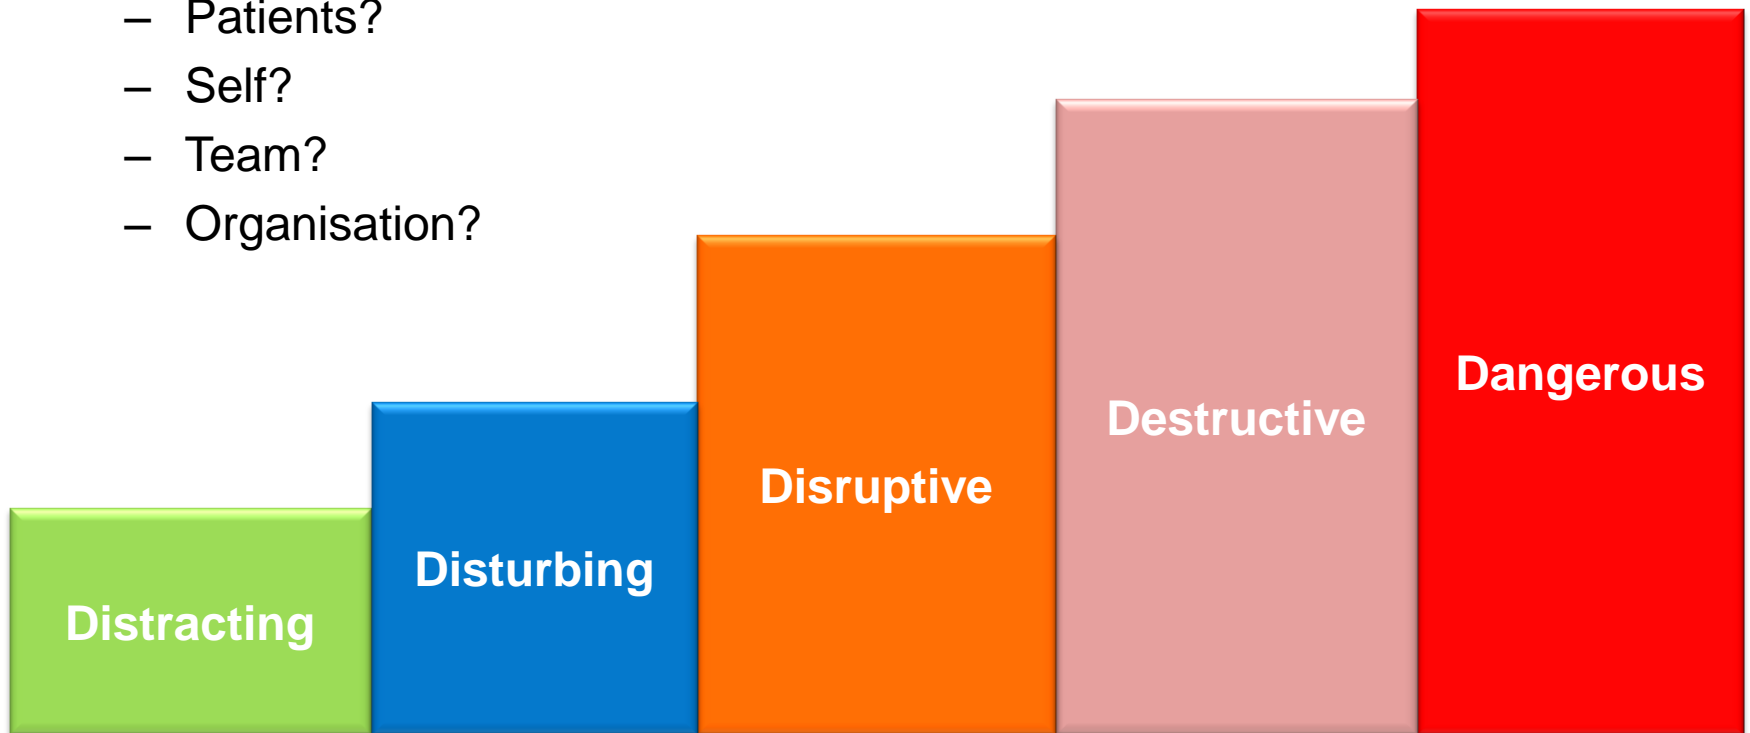 – Patients?
– Self?
– Team?
– Organisation?
Distracting
Disturbing
Disruptive
Destructive
Dangerous